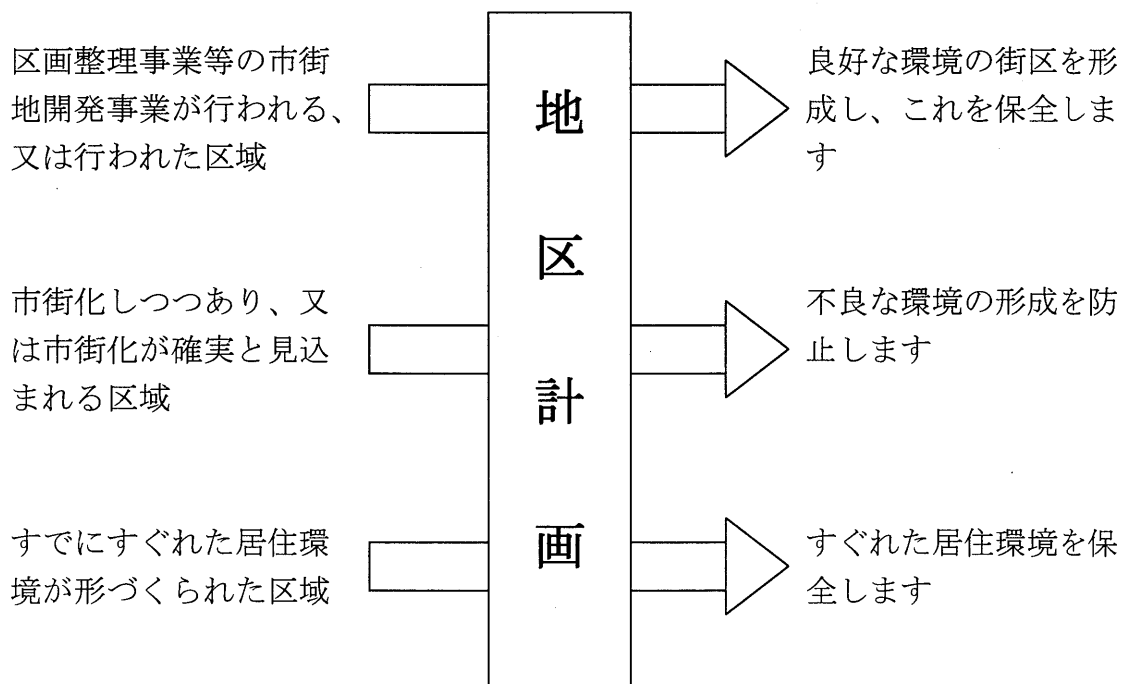 区画整理事業等の市街
地開発事業が行われる、
又は行われた区域
市街化しつつあり、又
は市街化が確実と見込
まれる区域
すでにすぐれた居住環
境が形づくられた区域
地区計画
良好な環境の街区を形
成し、これを保全しま
す
不良な環境の形成を防
止します
すぐれた居住環境を保
全します